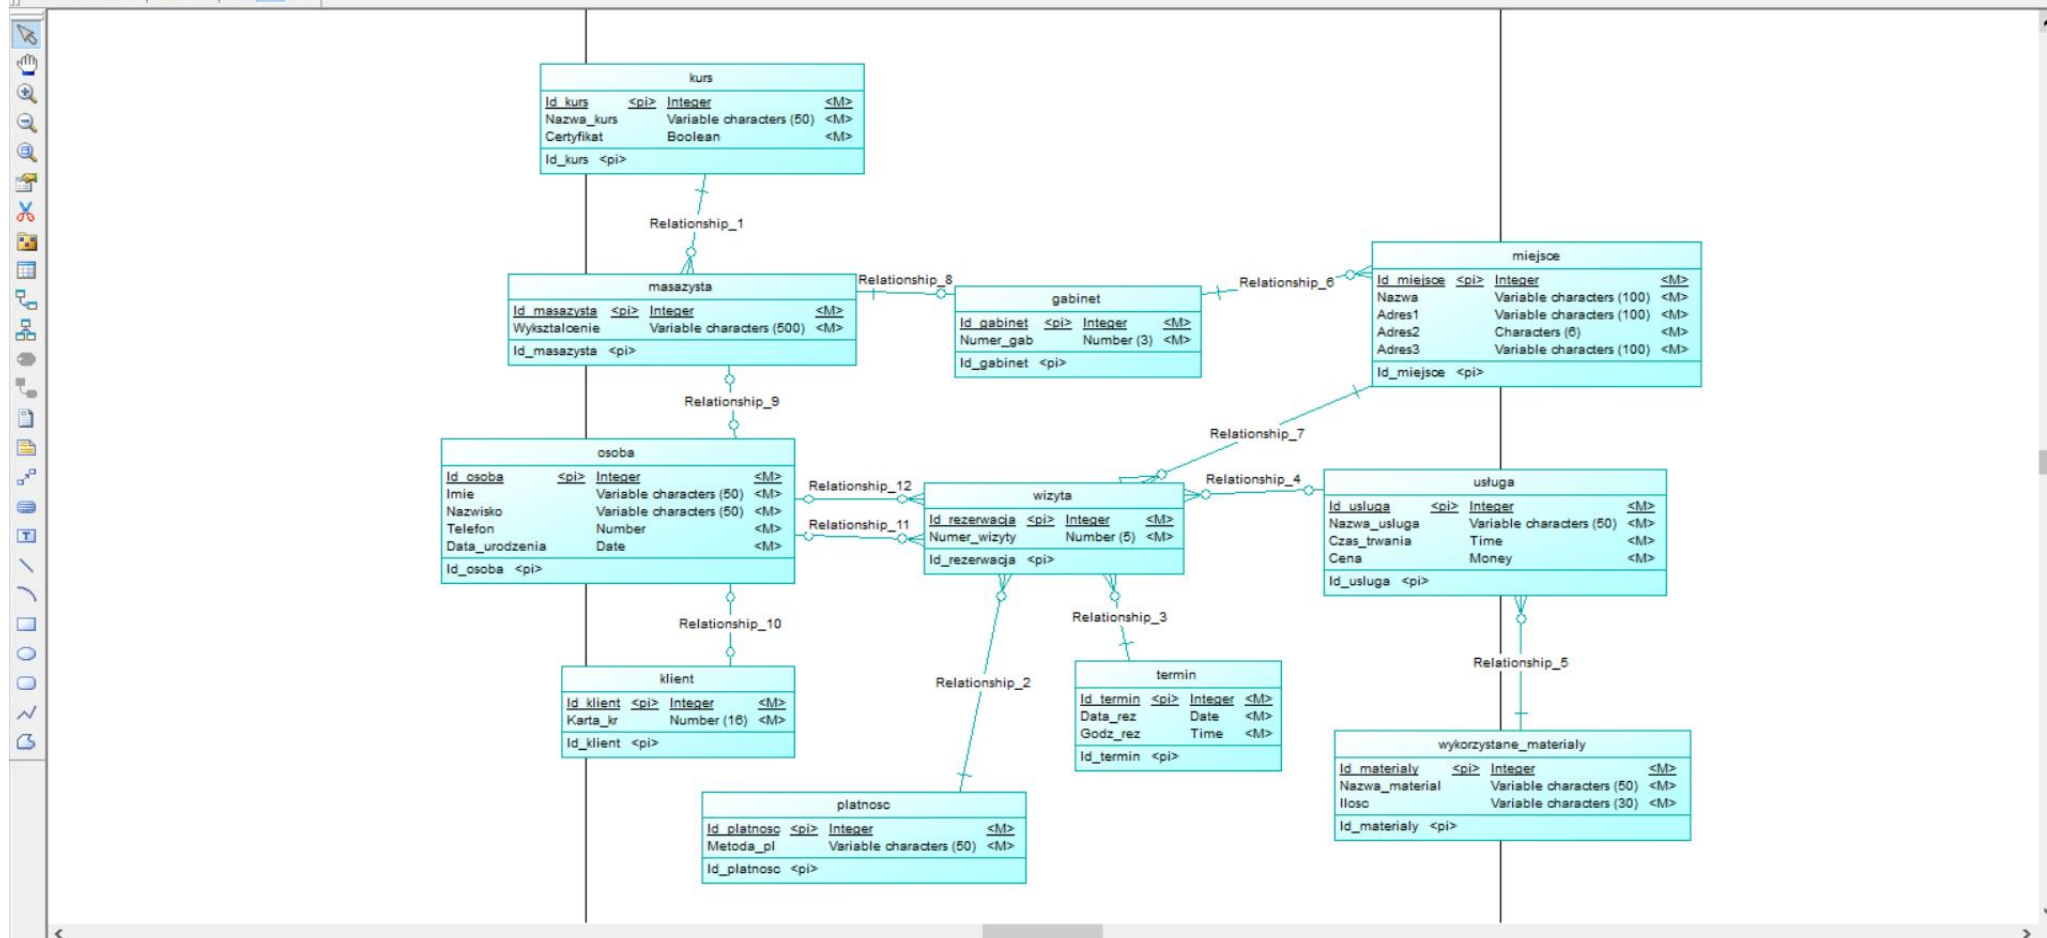 kurs
Id_kurs <pi> Integer <M>
Nazwa_kurs Variable characters (50) <M>
Certyfikat Boolean <M>
Id_kurs <pi>
Relationship_1
masazysta
Id_masazysta <pi> Integer <M>
Wyksztalcenie Variable characters (500) <M>
Id_masazysta <pi>
Relationship_8
gabinet
Id_gabinet <pi> Integer <M>
Numer_gab Number (3) <M>
Id_gabinet <pi>
Relationship_6
miejsce
Id_miejsce <pi> Integer <M>
Nazwa Variable characters (100) <M>
Adres1 Variable characters (100) <M>
Adres2 Characters (6) <M>
Adres3 Variable characters (100) <M>
Id_miejsce <pi>
Relationship_9
Relationship_7
osoba
Id_osoba <pi> Integer <M>
Imie Variable characters (50) <M>
Nazwisko Variable characters (50) <M>
Telefon Number <M>
Data_urodzenia Date <M>
Id_osoba <pi>
Relationship_12
Relationship_11
wizyta
Id_rezerwacja <pi> Integer <M>
Numer_wizyty Number (5) <M>
Id_rezerwacja <pi>
Relationship_4
usługa
Id_usluga <pi> Integer <M>
Nazwa_usluga Variable characters (50) <M>
Czas_trwania Time <M>
Cena Money <M>
Id_usluga <pi>
Relationship_10
Relationship_3
Relationship_2
Relationship_5
klient
Id_klient <pi> Integer <M>
Karta_kr Number (16) <M>
Id_klient <pi>
termin
Id_termin <pi> Integer <M>
Data_rez Date <M>
Godz_rez Time <M>
Id_termin <pi>
wykorzystane_materialy
Id_materialy <pi> Integer <M>
Nazwa_material Variable characters (50) <M>
Ilosc Variable characters (30) <M>
Id_materialy <pi>
platnosc
Id_platnosc <pi> Integer <M>
Metoda_pl Variable characters (50) <M>
Id_platnosc <pi>